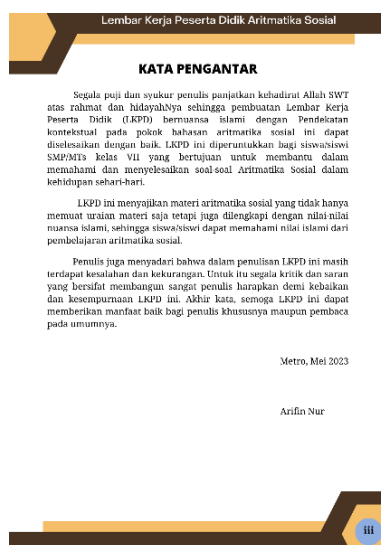 Lembar Kerja Peserta Didik Aritmatika Sosial
KATA PENGANTAR
Segala puji dan syukur penulis panjatkan kehadirat Allah SWT
atas rahmat dan hidayahNya sehingga pembuatan Lembar Kerja
Peserta Didik (LKPD) bernuansa islami dengan Pendekatan
kontekstual pada pokok bahasan aritmatika sosial ini dapat
diselesaikan dengan baik. LKPD ini diperuntukkan bagi siswa/siswi
SMP/MTs kelas VII yang bertujuan untuk membantu dalam
memahami dan menyelesaikan soal-soal Aritmatika Sosial dalam
kehidupan sehari-hari.
LKPD ini menyajikan materi aritmatika sosial yang tidak hanya
memuat uraian materi saja tetapi juga dilengkapi dengan nilai-nilai
nuansa islami, sehingga siswa/siswi dapat memahami nilai islami dari
pembelajaran aritmatika sosial.
Penulis juga menyadari bahwa dalam penulisan LKPD ini masih
terdapat kesalahan dan kekurangan. Untuk itu segala kritik dan saran
yang bersifat membangun sangat penulis harapkan demi kebaikan
dan kesempurnaan LKPD ini. Akhir kata, semoga LKPD ini dapat
memberikan manfaat baik bagi penulis khususnya maupun pembaca
pada umumnya.
Metro, Mei 2023
Arifin Nur
iii